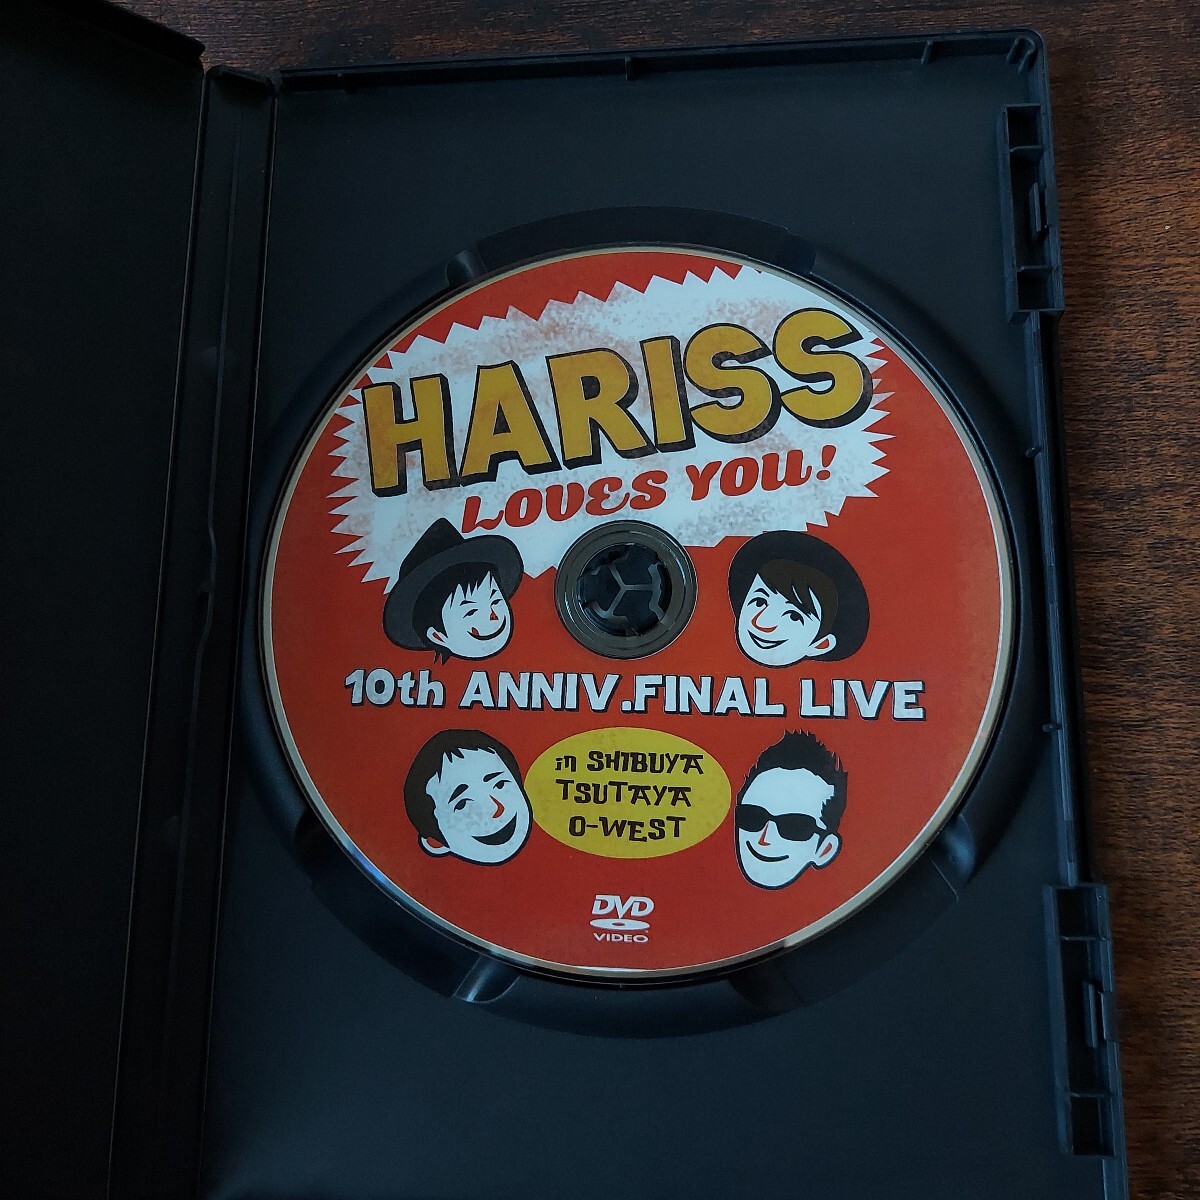 HARISS
LOVES YOU!
10th ANNIV.FINAL LIVE
in SHIBUYA
TSUTAYA
O-WEST
DVD
VIDEO